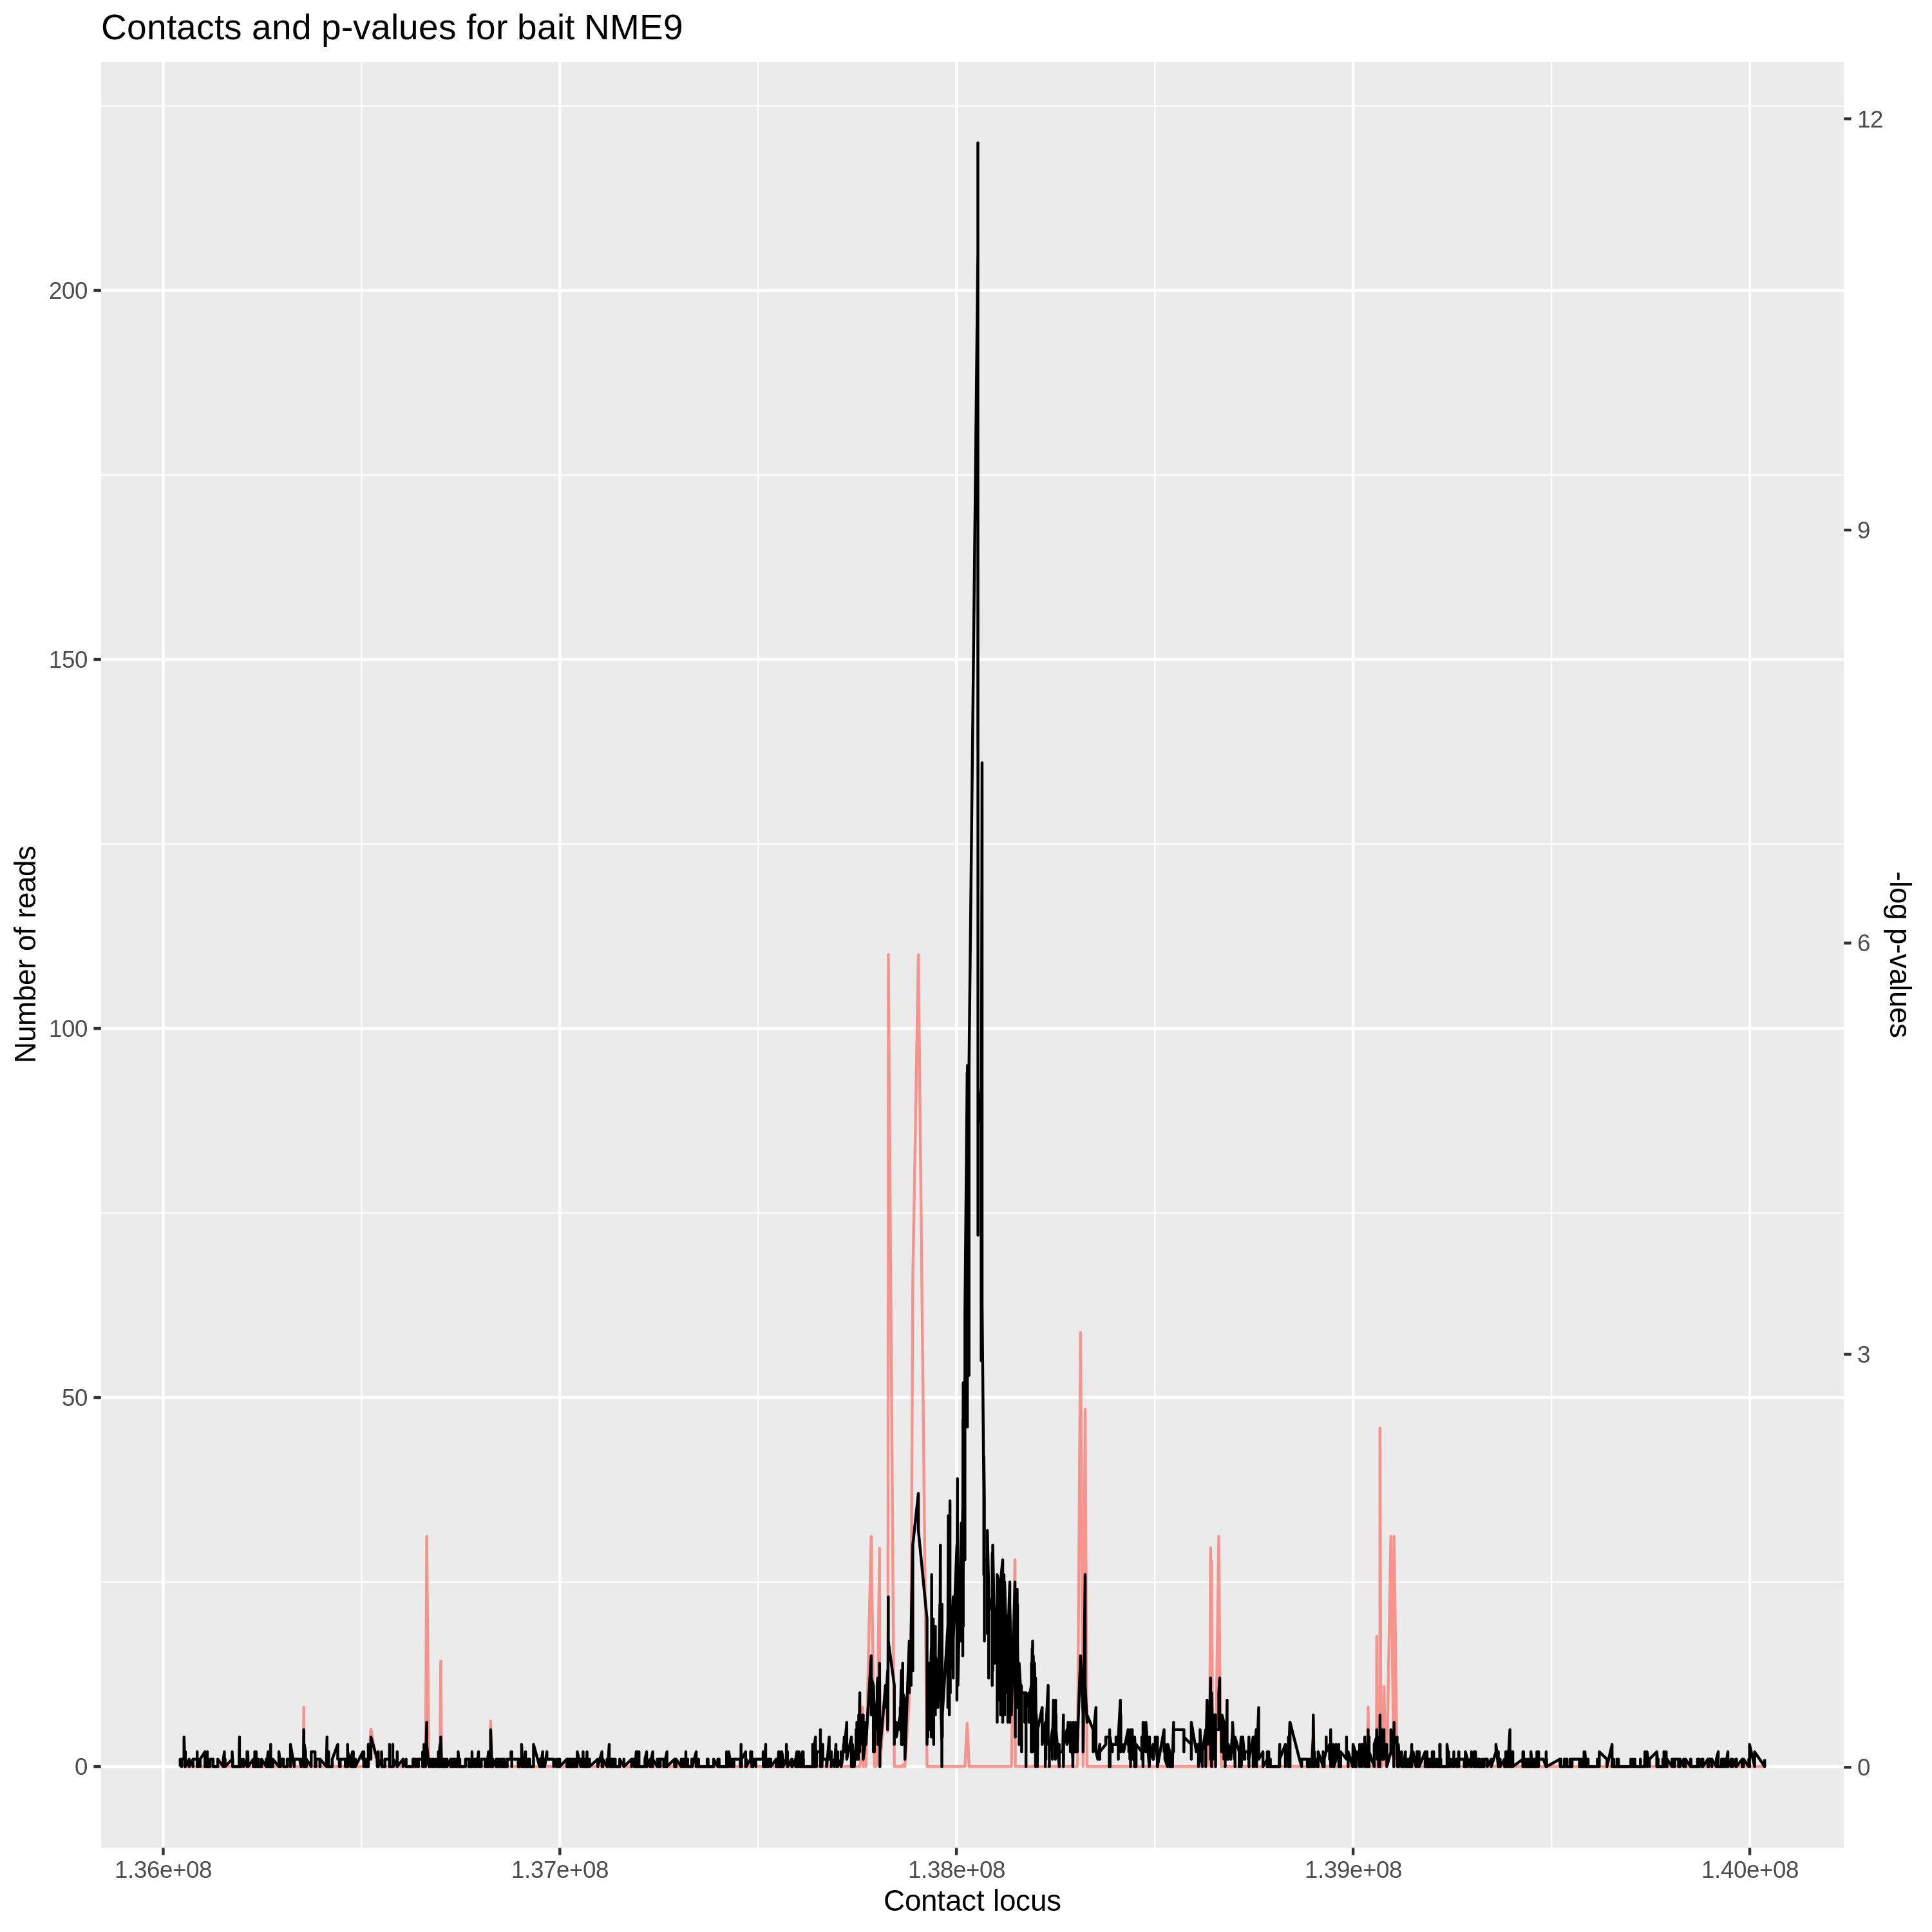 Contacts and p-values for bait NME9
Number of reads
200
150
100
50
0
12
9
6
3
0
-log p-values
1.36e+08 1.37e+08 1.38e+08 1.39e+08 1.40e+08
Contact locus